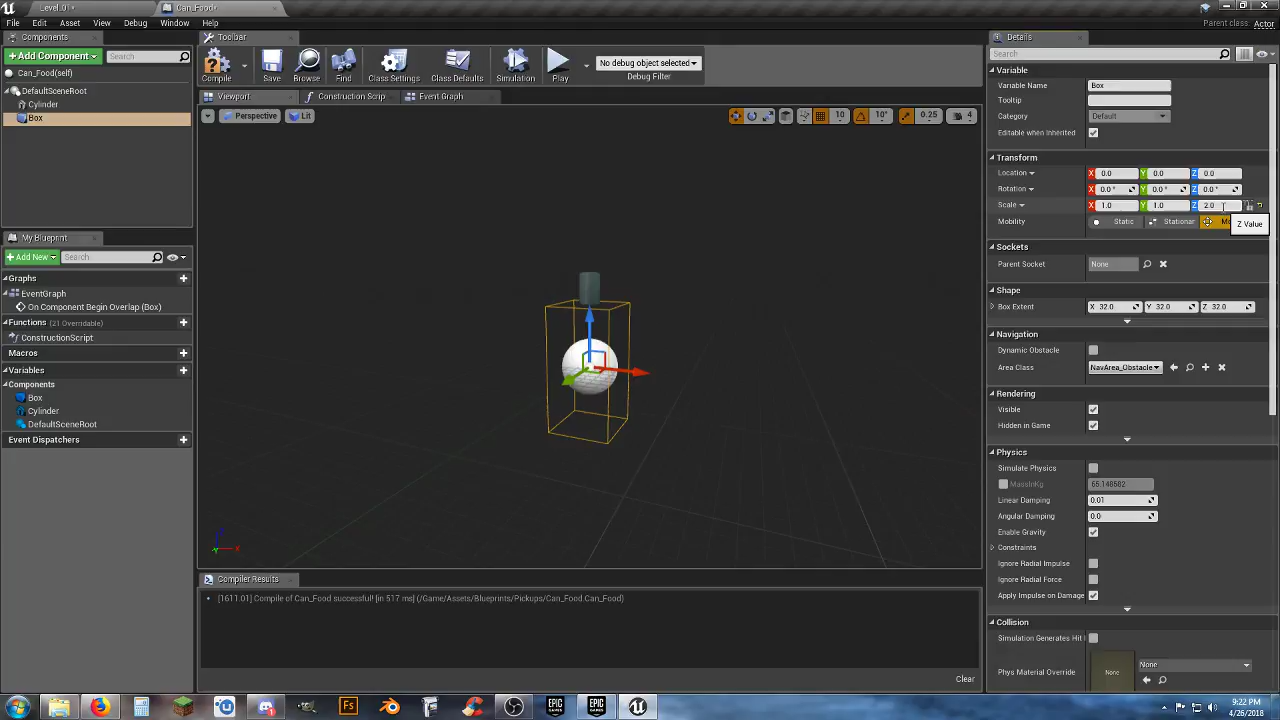 Level_01*
Can_Food*
File Edit Asset View Debug Window Help
Parent class: Actor
Components
+ Add Component
Search
Can_Food(self)
DefaultSceneRoot
Cylinder
Box
My Blueprint
+ Add New
Search
Graphs
EventGraph
On Component Begin Overlap (Box)
Functions (21 Overridable)
ConstructionScript
Macros
Variables
Components
Box
Cylinder
DefaultSceneRoot
Event Dispatchers
Toolbar
Compile
Save
Browse
Find
Class Settings
Class Defaults
Simulation
Play
No debug object selected
Debug Filter
Viewport
Construction Scrip
Event Graph
Perspective
Lit
10
10°
0.25
4
Compiler Results
[1611.01] Compile of Can_Food successful! [in 517 ms] (/Game/Assets/Blueprints/Pickups/Can_Food.Can_Food)
Clear
Details
Search
Variable
Variable Name Box
Tooltip
Category Default
Editable when Inherited
Transform
Location X 0.0 Y 0.0 Z 0.0
Rotation X 0.0 ° Y 0.0 ° Z 0.0 °
Scale X 1.0 Y 1.0 Z 2.0
Mobility Static Stationar Mo
Z Value
Sockets
Parent Socket None
Shape
Box Extent X 32.0 Y 32.0 Z 32.0
Navigation
Dynamic Obstacle
Area Class NavArea_Obstacle
Rendering
Visible
Hidden in Game
Physics
Simulate Physics
MassInKg 65.148582
Linear Damping 0.01
Angular Damping 0.0
Enable Gravity
Constraints
Ignore Radial Impulse
Ignore Radial Force
Apply Impulse on Damage
Collision
Simulation Generates Hit
Phys Material Override None None
9:22 PM
4/26/2018